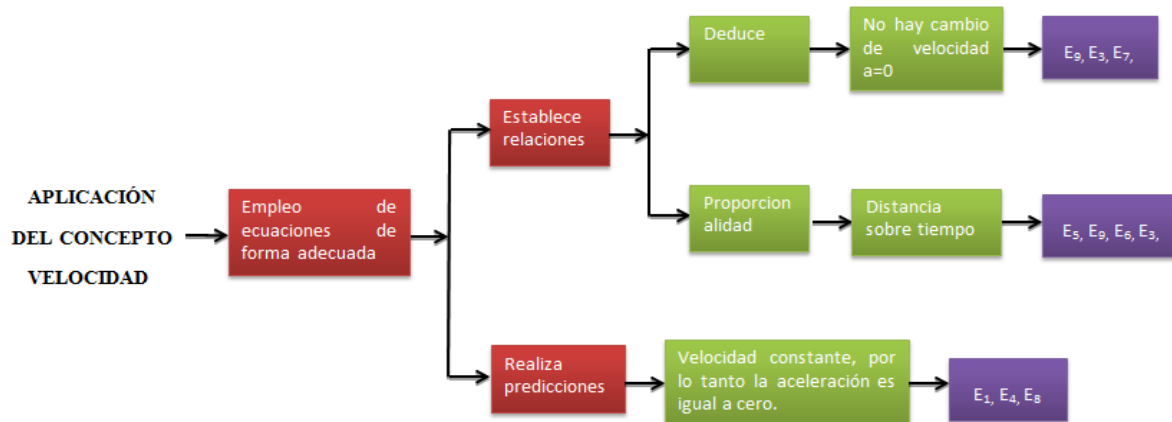 APLICACIÓN
DEL CONCEPTO
VELOCIDAD
Empleo de
ecuaciones de
forma adecuada
Establece
relaciones
Deduce
No hay cambio
de velocidad
a=0
E₉, E₃, E₇,
Proporcion
alidad
Distancia
sobre tiempo
E₅, E₉, E₆, E₃,
Realiza
predicciones
Velocidad constante, por
lo tanto la aceleración es
igual a cero.
E₁, E₄, E₈